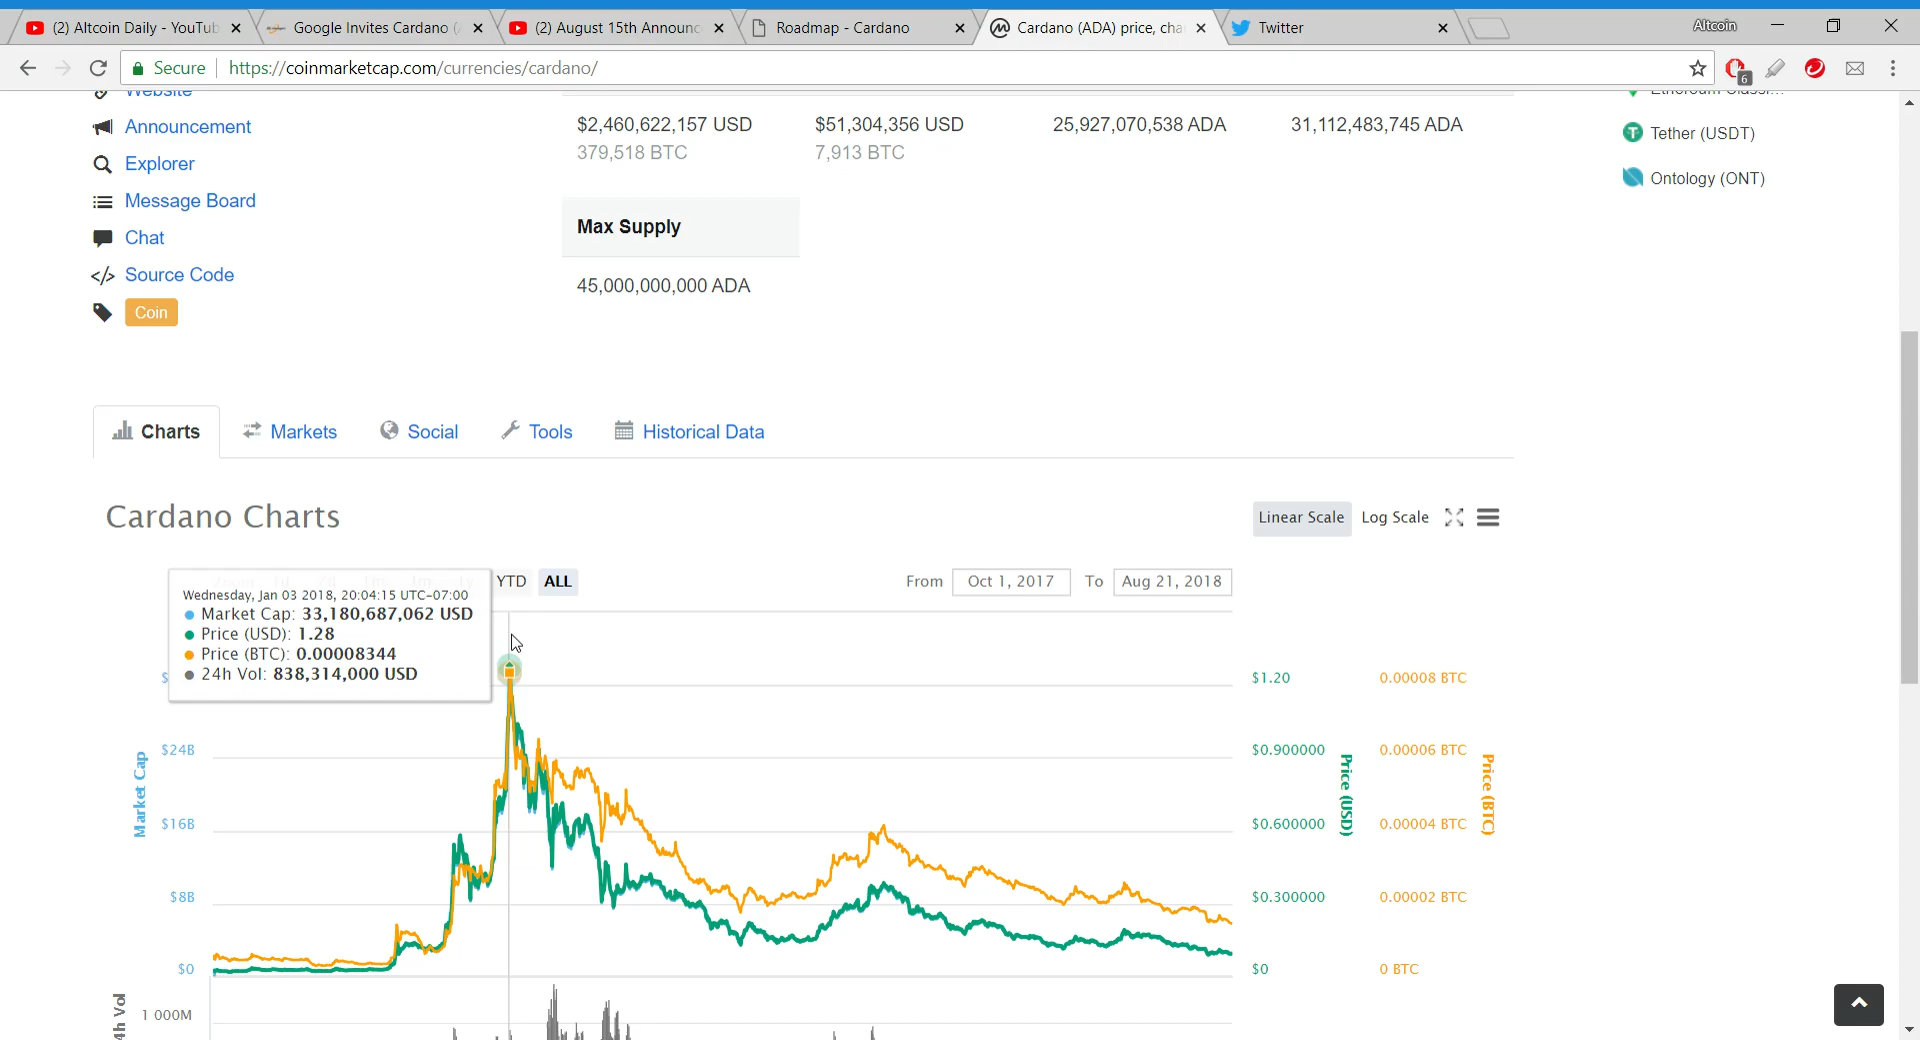 (2) Altcoin Daily - YouTub
Google Invites Cardano (
(2) August 15th Announc
Roadmap - Cardano
Cardano (ADA) price, cha
Twitter
Altcoin
Secure
https://coinmarketcap.com/currencies/cardano/
6
Website
Announcement
Explorer
Message Board
Chat
Source Code
Coin
$2,460,622,157 USD
379,518 BTC
$51,304,356 USD
7,913 BTC
25,927,070,538 ADA
31,112,483,745 ADA
Max Supply
45,000,000,000 ADA
Ethereum Classi...
Tether (USDT)
Ontology (ONT)
Charts
Markets
Social
Tools
Historical Data
Cardano Charts
Linear Scale
Log Scale
YTD
ALL
From
Oct 1, 2017
To
Aug 21, 2018
Wednesday, Jan 03 2018, 20:04:15 UTC-07:00
Market Cap: 33,180,687,062 USD
Price (USD): 1.28
Price (BTC): 0.00008344
24h Vol: 838,314,000 USD
Market Cap
$24B
$16B
$8B
$0
$1.20
$0.900000
$0.600000
$0.300000
$0
Price (USD)
0.00008 BTC
0.00006 BTC
0.00004 BTC
0.00002 BTC
0 BTC
Price (BTC)
4h Vol
1 000M